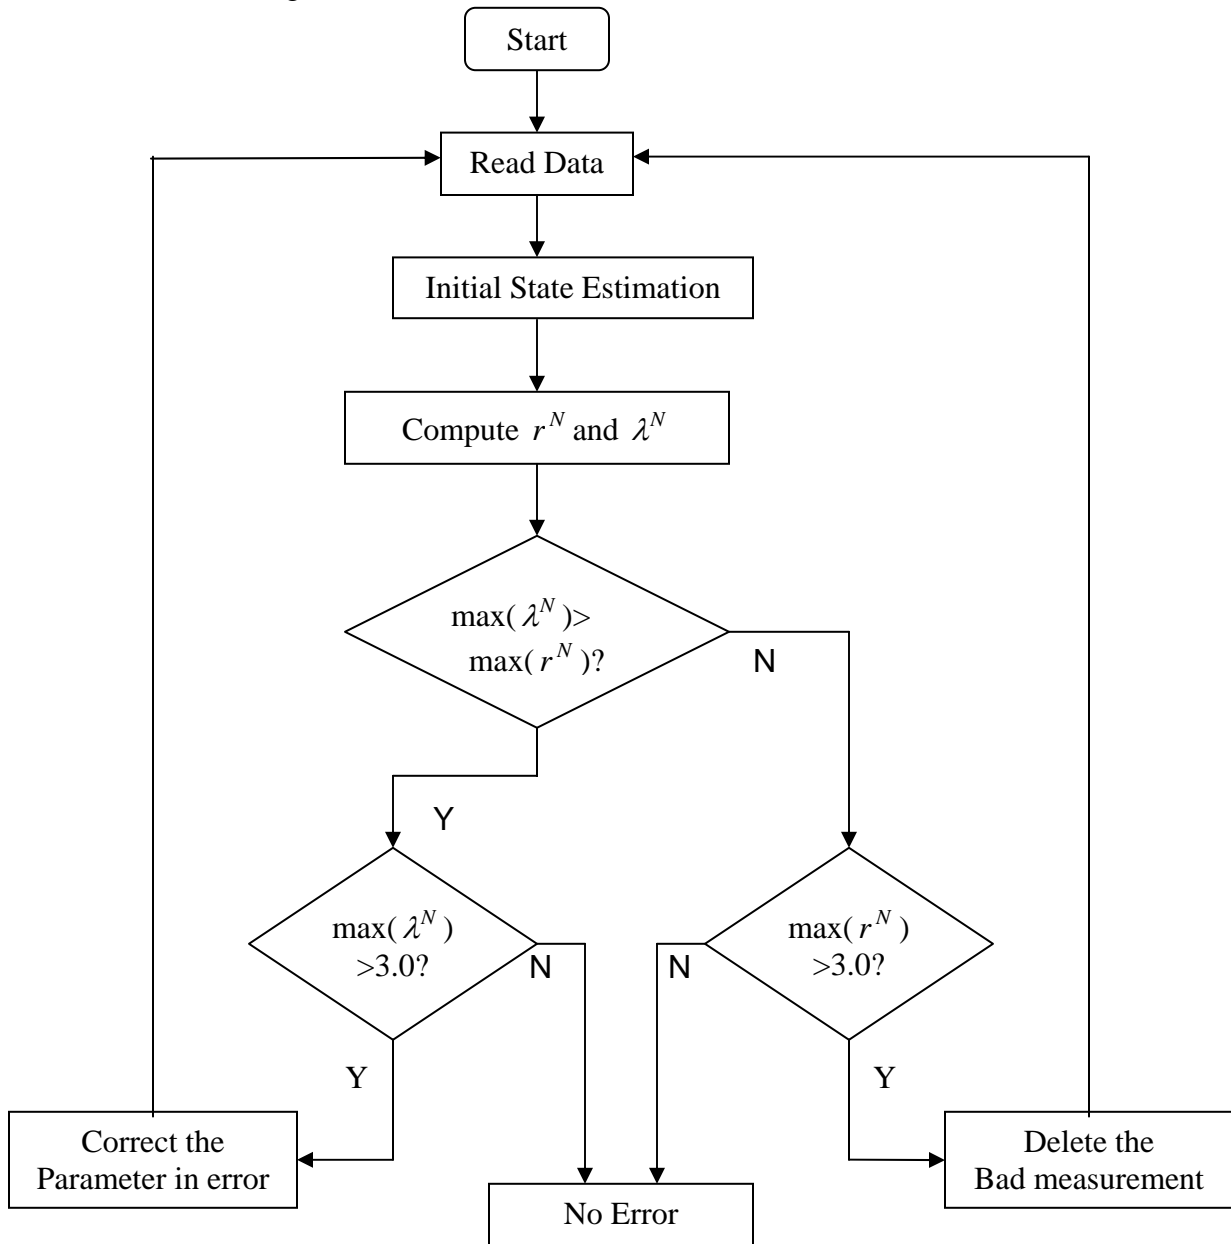 Start
Read Data
Initial State Estimation
Compute r^N and λ^N
max(λ^N)>
max(r^N)?
N
Y
max(λ^N)
>3.0?
N
max(r^N)
>3.0?
N
Y
Y
Correct the
Parameter in error
Delete the
Bad measurement
No Error